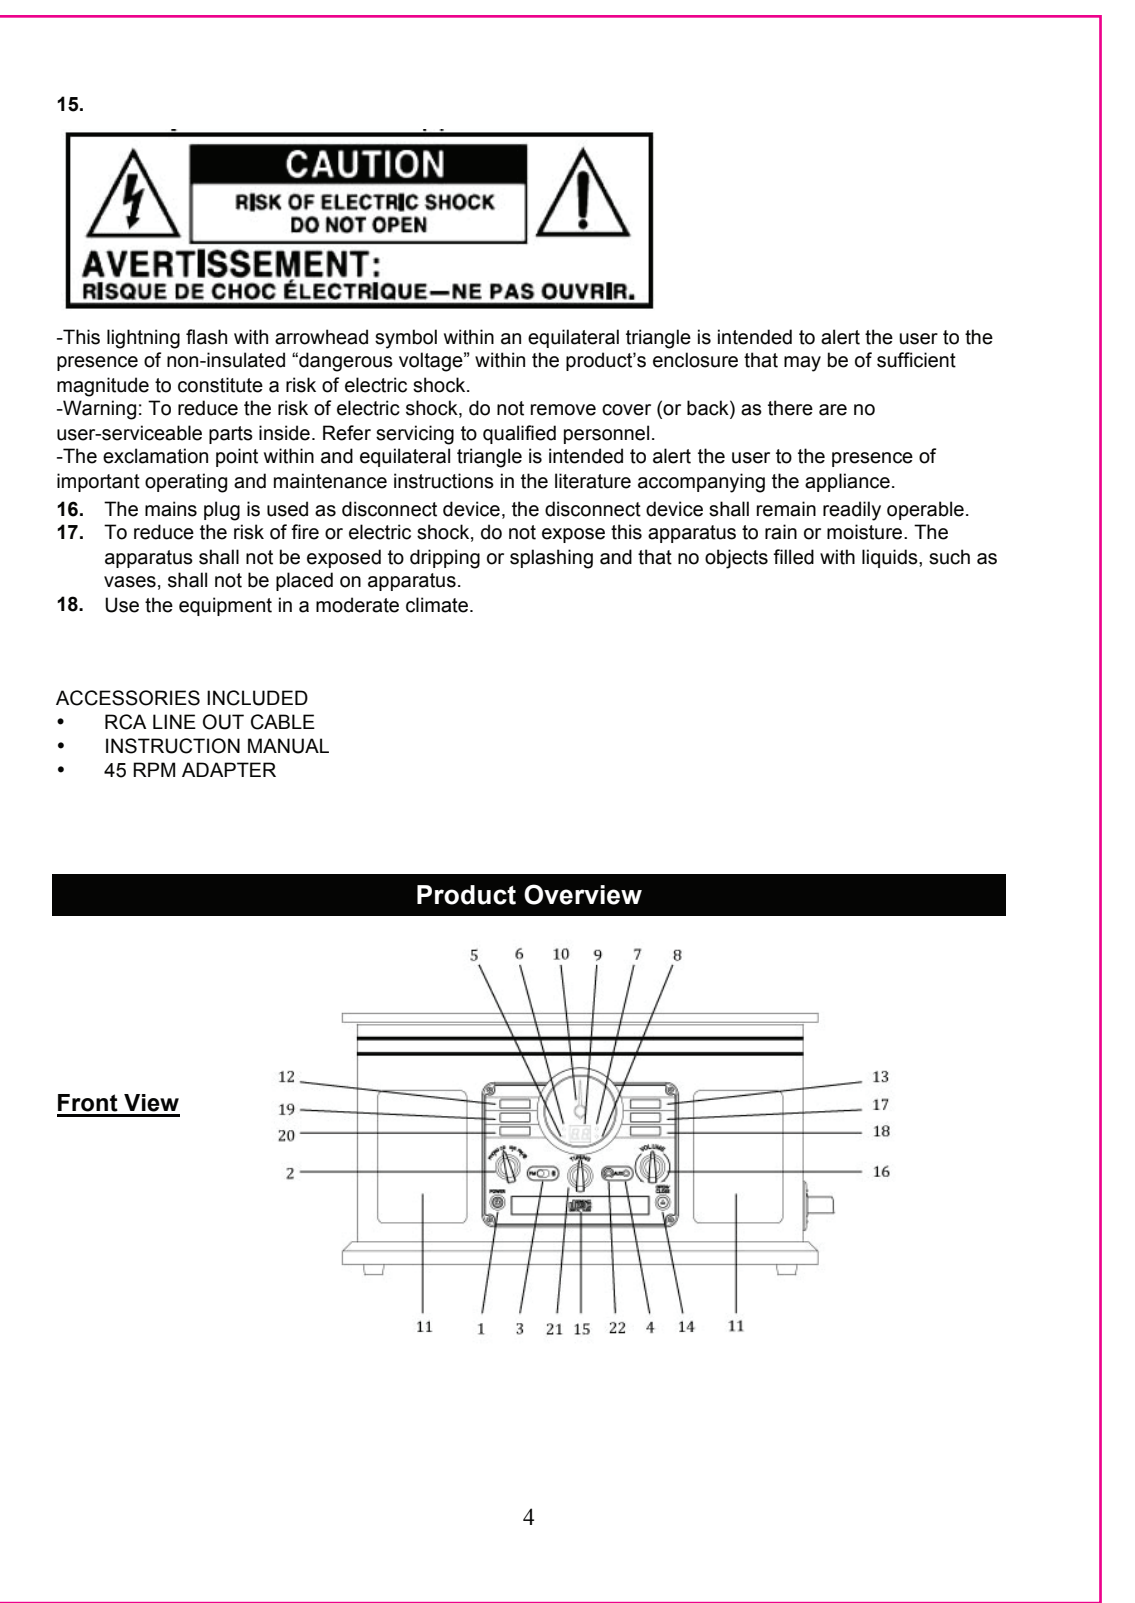 15.
CAUTION
RISK OF ELECTRIC SHOCK
DO NOT OPEN
AVERTISSEMENT:
RISQUE DE CHOC ÉLECTRIQUE—NE PAS OUVRIR.
-This lightning flash with arrowhead symbol within an equilateral triangle is intended to alert the user to the
presence of non-insulated “dangerous voltage” within the product’s enclosure that may be of sufficient
magnitude to constitute a risk of electric shock.
-Warning: To reduce the risk of electric shock, do not remove cover (or back) as there are no
user-serviceable parts inside. Refer servicing to qualified personnel.
-The exclamation point within and equilateral triangle is intended to alert the user to the presence of
important operating and maintenance instructions in the literature accompanying the appliance.
16. The mains plug is used as disconnect device, the disconnect device shall remain readily operable.
17. To reduce the risk of fire or electric shock, do not expose this apparatus to rain or moisture. The
apparatus shall not be exposed to dripping or splashing and that no objects filled with liquids, such as
vases, shall not be placed on apparatus.
18. Use the equipment in a moderate climate.
ACCESSORIES INCLUDED
• RCA LINE OUT CABLE
• INSTRUCTION MANUAL
• 45 RPM ADAPTER
Product Overview
5 6 10 9 7 8
12 13
Front View
19 17
20 18
VOLUME
TUNING
2 16
POWER
OPEN/
CLOSE
11 1 3 21 15 22 4 14 11
4